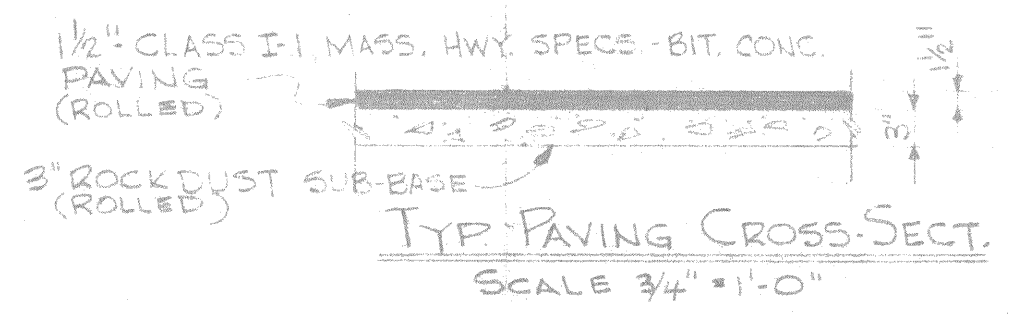 1½"- CLASS I-1 MASS. HWY. SPECS.-BIT. CONC.
PAVING
(ROLLED)
1½"
3"
3" ROCKDUST SUB-BASE
(ROLLED)
TYP. PAVING CROSS-SECT.
SCALE 3/4" = 1'-0"